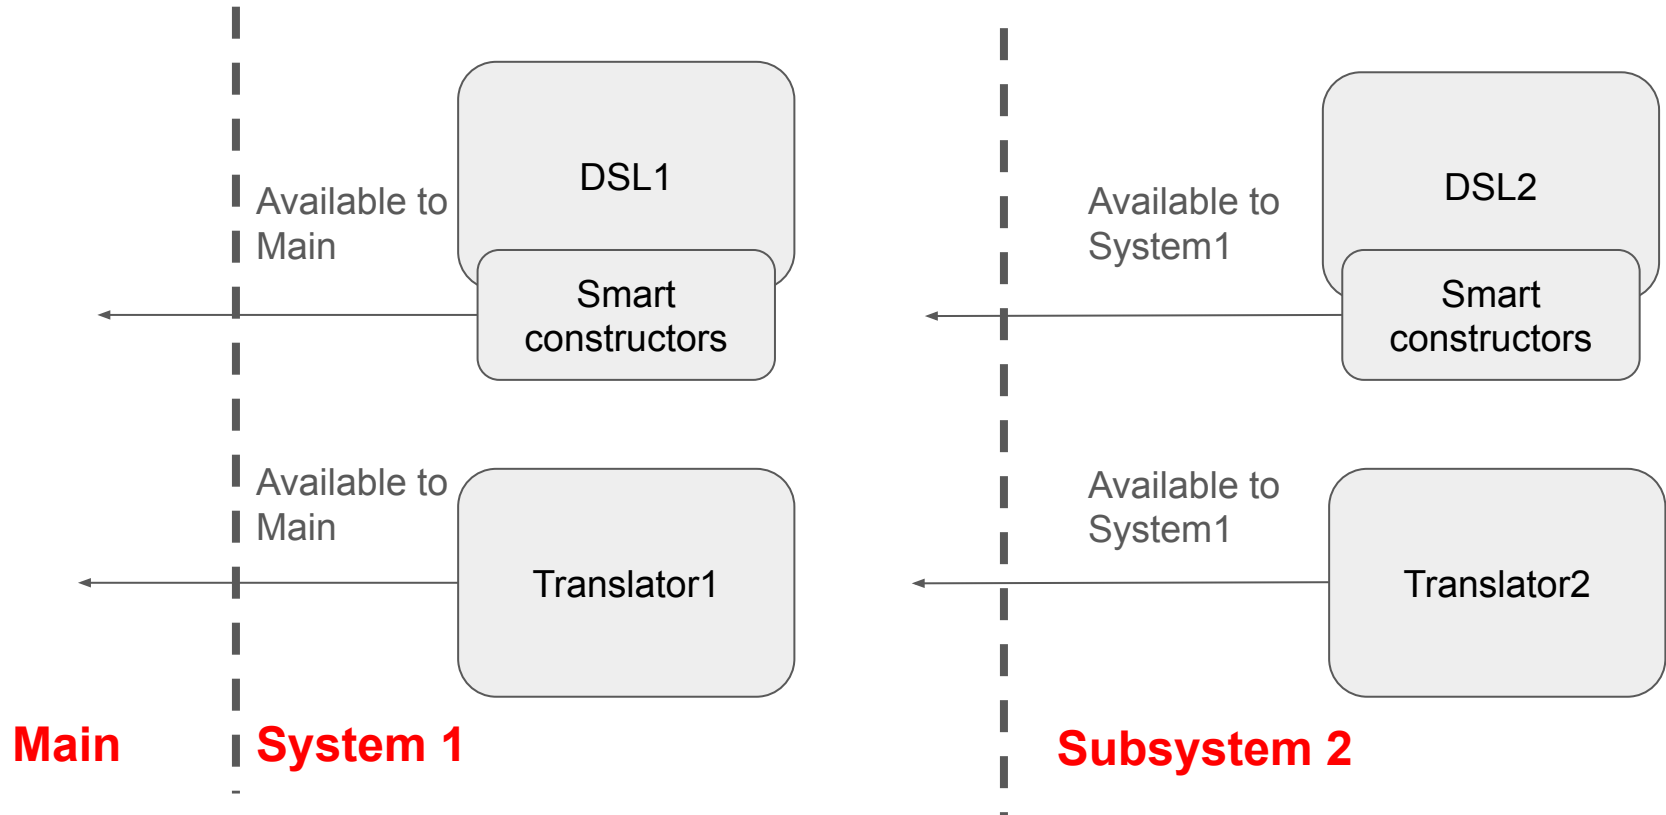 DSL1
Available to
Main
Smart
constructors
Available to
Main
Translator1
DSL2
Available to
System1
Smart
constructors
Available to
System1
Translator2
Main
System 1
Subsystem 2